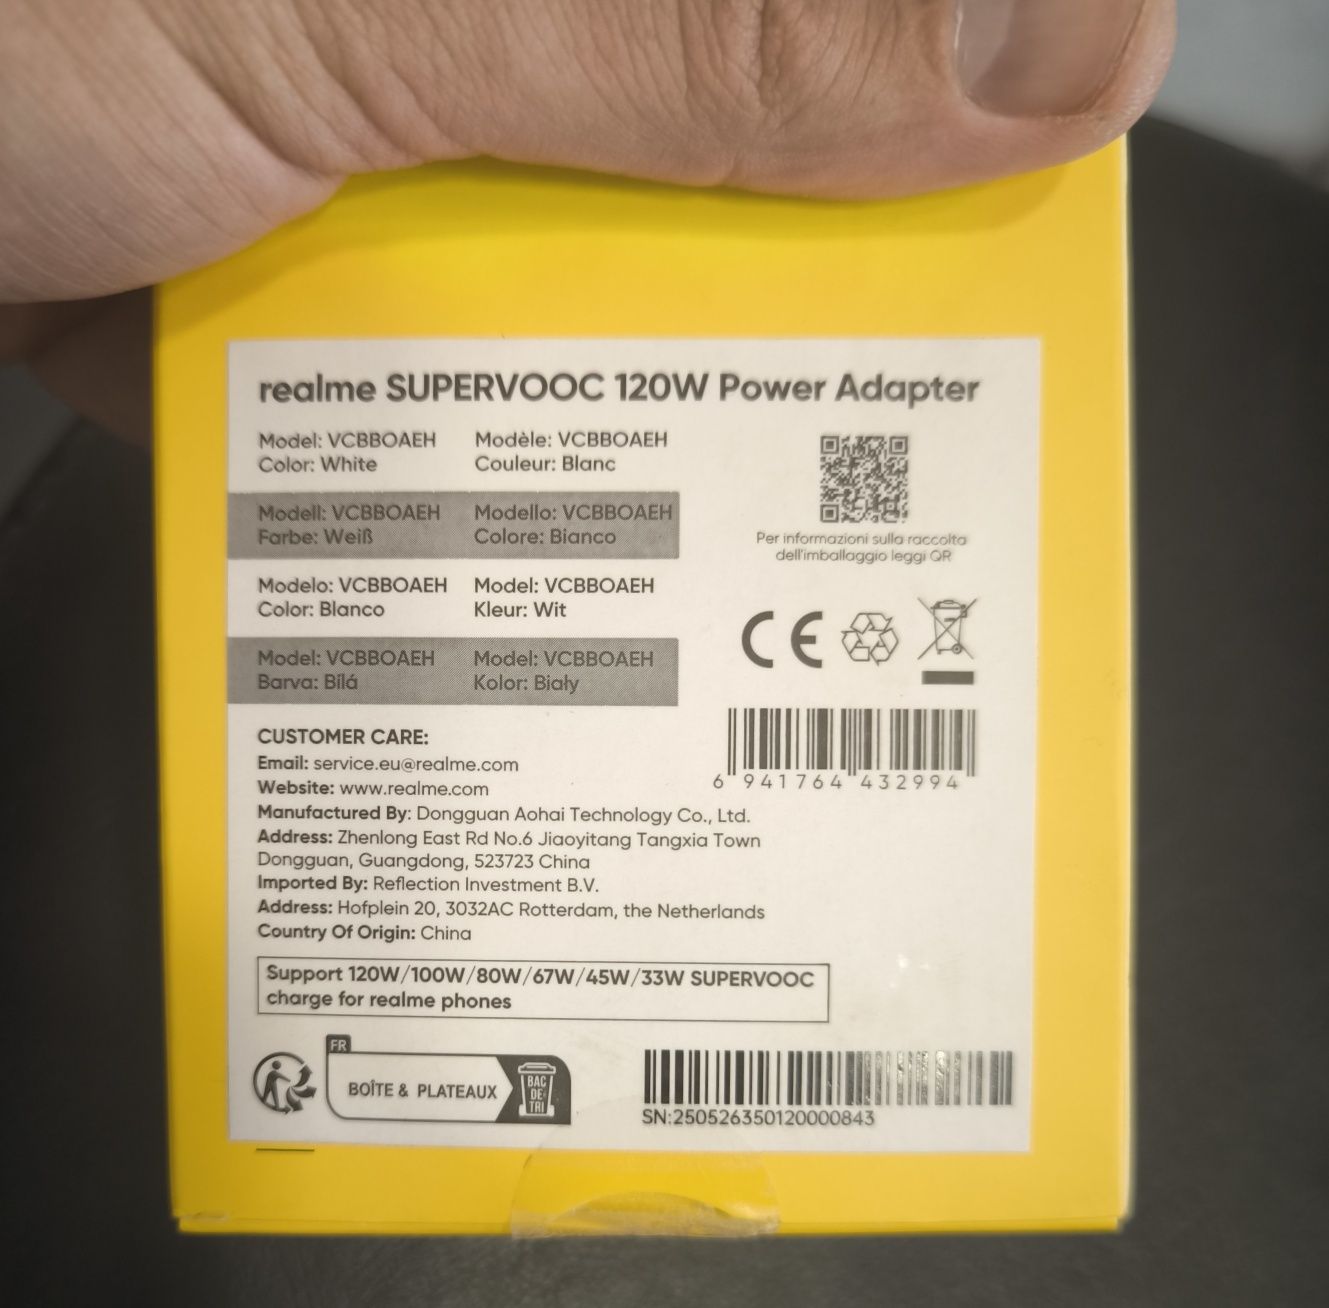 realme SUPERVOOC 120W Power Adapter
Model: VCBBOAEH
Color: White
Modèle: VCBBOAEH
Couleur: Blanc
Modell: VCBBOAEH
Farbe: Weiß
Modello: VCBBOAEH
Colore: Bianco
Modelo: VCBBOAEH
Color: Blanco
Model: VCBBOAEH
Kleur: Wit
Model: VCBBOAEH
Barva: Bílá
Model: VCBBOAEH
Kolor: Biały
Per informazioni sulla raccolta
dell'imballaggio leggi QR
CE
6 941764 432994
CUSTOMER CARE:
Email: service.eu@realme.com
Website: www.realme.com
Manufactured By: Dongguan Aohai Technology Co., Ltd.
Address: Zhenlong East Rd No.6 Jiaoyitang Tangxia Town
Dongguan, Guangdong, 523723 China
Imported By: Reflection Investment B.V.
Address: Hofplein 20, 3032AC Rotterdam, the Netherlands
Country Of Origin: China
Support 120W/100W/80W/67W/45W/33W SUPERVOOC
charge for realme phones
FR
BOÎTE & PLATEAUX
BAC
DE
TRI
SN:250526350120000843